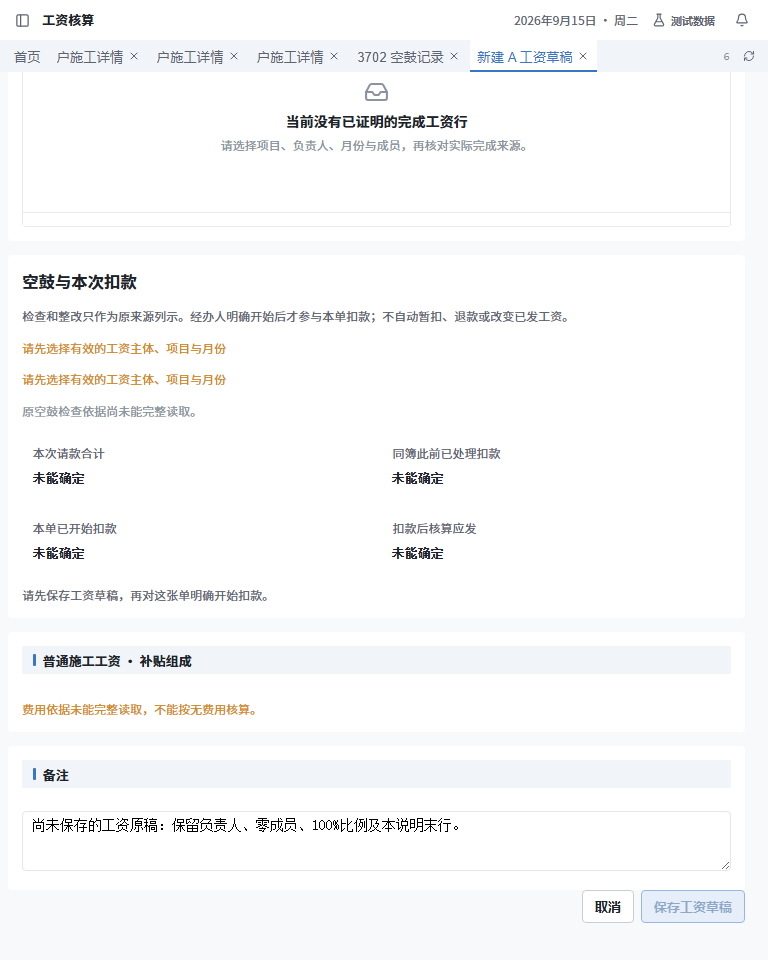 工资核算
2026年9月15日 • 周二 测试数据
首页 户施工详情 × 户施工详情 × 户施工详情 × 3702 空鼓记录 × 新建 A 工资草稿 × 6
当前没有已证明的完成工资行
请选择项目、负责人、月份与成员，再核对实际完成来源。
空鼓与本次扣款
检查和整改只作为原来源列示。经办人明确开始后才参与本单扣款；不自动暂扣、退款或改变已发工资。
请先选择有效的工资主体、项目与月份
请先选择有效的工资主体、项目与月份
原空鼓检查依据尚未能完整读取。
本次请款合计 同簿此前已处理扣款
未能确定 未能确定
本单已开始扣款 扣款后核算应发
未能确定 未能确定
请先保存工资草稿，再对这张单明确开始扣款。
普通施工工资 • 补贴组成
费用依据未能完整读取，不能按无费用核算。
备注
尚未保存的工资原稿：保留负责人、零成员、100%比例及本说明末行。
取消 保存工资草稿